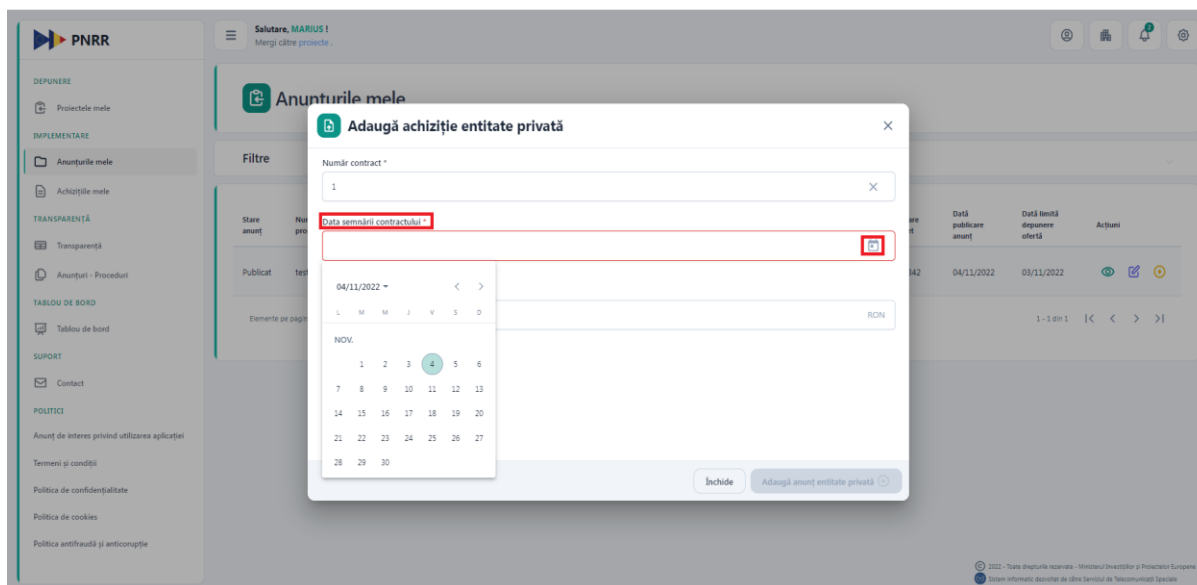 PNRR
Salutare, MARIUS !
Mergi către proiecte .
DEPUNERE
Proiectele mele
IMPLEMENTARE
Anunțurile mele
Achizițiile mele
TRANSPARENȚĂ
Transparență
Anunțuri - Proceduri
TABLOU DE BORD
Tablou de bord
SUPORT
Contact
POLITICI
Anunț de interes privind utilizarea aplicației
Termeni și condiții
Politica de confidențialitate
Politica de cookies
Politica antifraudă și anticorupție
Anunțurile mele
Filtre
Stare anunț
Publicat
Elemente pe
Adaugă achiziție entitate privată
Număr contract *
1
Data semnării contractului *
04/11/2022
L M M J V S D
NOV.
1 2 3 4 5 6
7 8 9 10 11 12 13
14 15 16 17 18 19 20
21 22 23 24 25 26 27
28 29 30
RON
Închide
Adaugă anunț entitate privată
Dată publicare anunț
Dată limită depunere ofertă
Acțiuni
342
04/11/2022
03/11/2022
1 - 1 din 1
2022 - Toate drepturile rezervate - Ministerul Investițiilor și Proiectelor Europene
Sistem informatic dezvoltat de către Serviciul de Telecomunicații Speciale